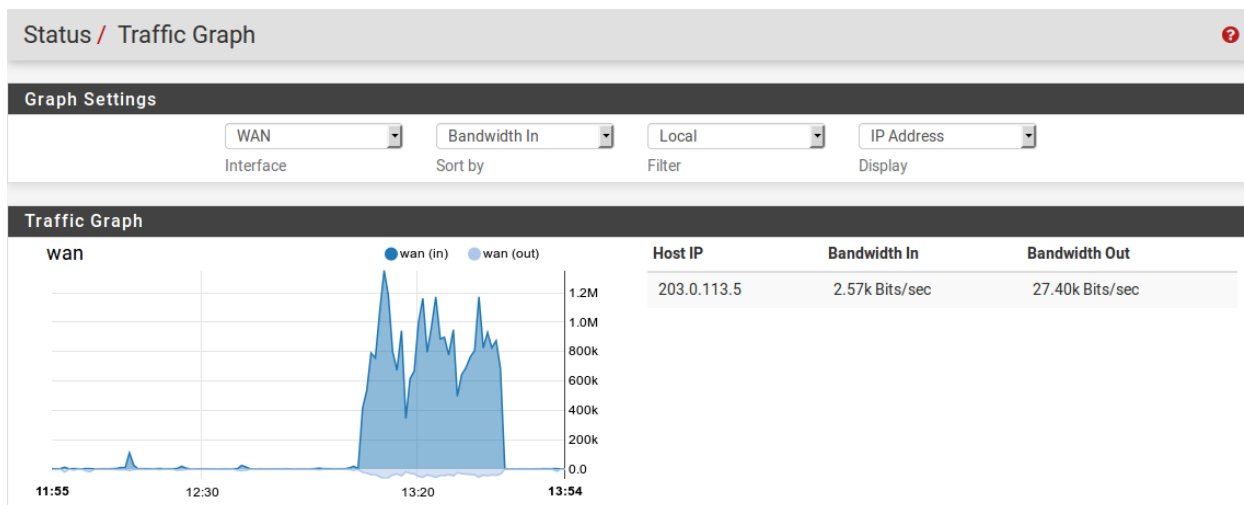 Status / Traffic Graph
Graph Settings
WAN Bandwidth In Local IP Address
Interface Sort by Filter Display
Traffic Graph
wan wan (in) wan (out)
1.2M
1.0M
800k
600k
400k
200k
0.0
11:55 12:30 13:20 13:54
Host IP Bandwidth In Bandwidth Out
203.0.113.5 2.57k Bits/sec 27.40k Bits/sec